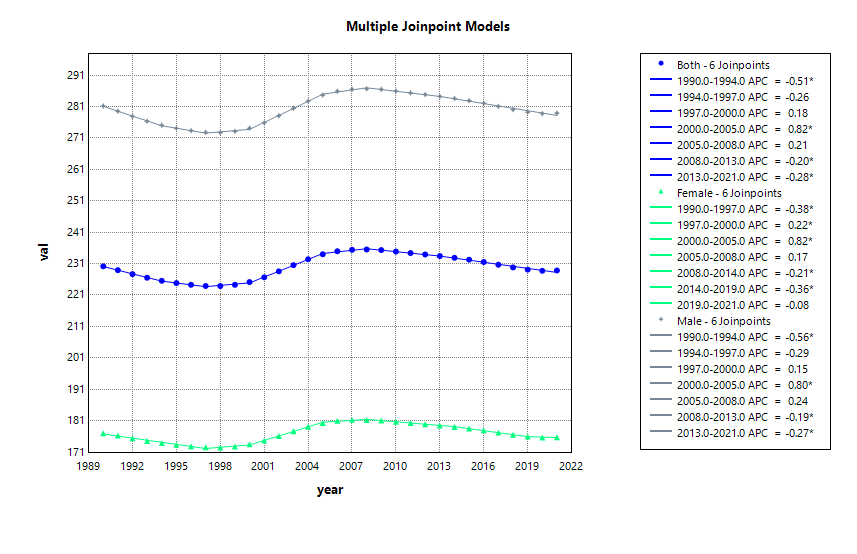 Multiple Joinpoint Models
291
281
271
261
251
241
231
221
211
201
191
181
171
val
1989 1992 1995 1998 2001 2004 2007 2010 2013 2016 2019 2022
year
Both - 6 Joinpoints
1990.0-1994.0 APC = -0.51*
1994.0-1997.0 APC = -0.26
1997.0-2000.0 APC = 0.18
2000.0-2005.0 APC = 0.82*
2005.0-2008.0 APC = 0.21
2008.0-2013.0 APC = -0.20*
2013.0-2021.0 APC = -0.28*
Female - 6 Joinpoints
1990.0-1997.0 APC = -0.38*
1997.0-2000.0 APC = 0.22*
2000.0-2005.0 APC = 0.82*
2005.0-2008.0 APC = 0.17
2008.0-2014.0 APC = -0.21*
2014.0-2019.0 APC = -0.36*
2019.0-2021.0 APC = -0.08
Male - 6 Joinpoints
1990.0-1994.0 APC = -0.56*
1994.0-1997.0 APC = -0.29
1997.0-2000.0 APC = 0.15
2000.0-2005.0 APC = 0.80*
2005.0-2008.0 APC = 0.24
2008.0-2013.0 APC = -0.19*
2013.0-2021.0 APC = -0.27*